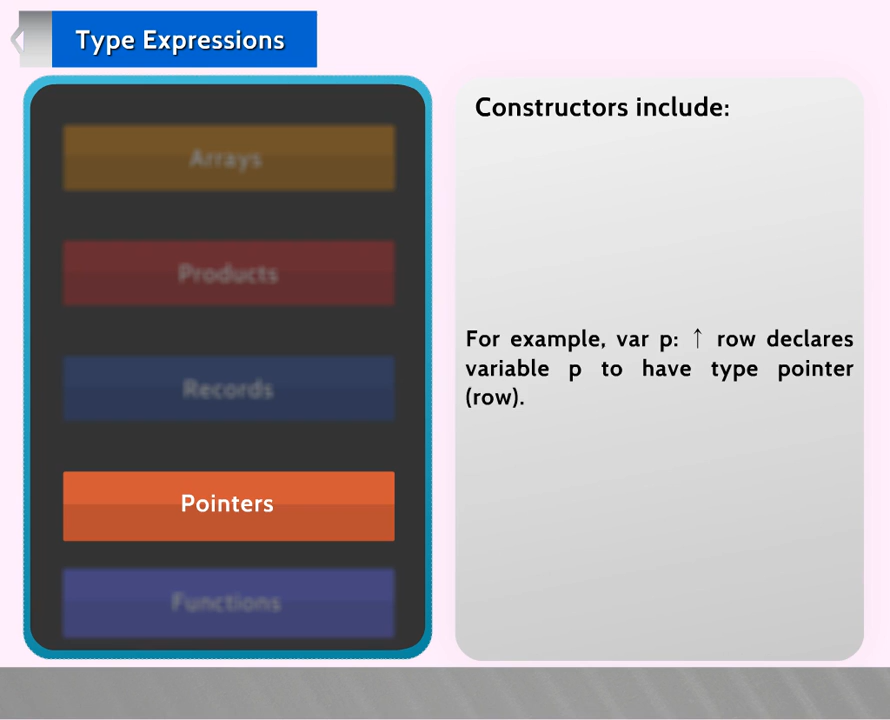 Type Expressions
Arrays
Products
Records
Pointers
Functions
Constructors include:
For example, var p: ↑ row declares
variable p to have type pointer
(row).